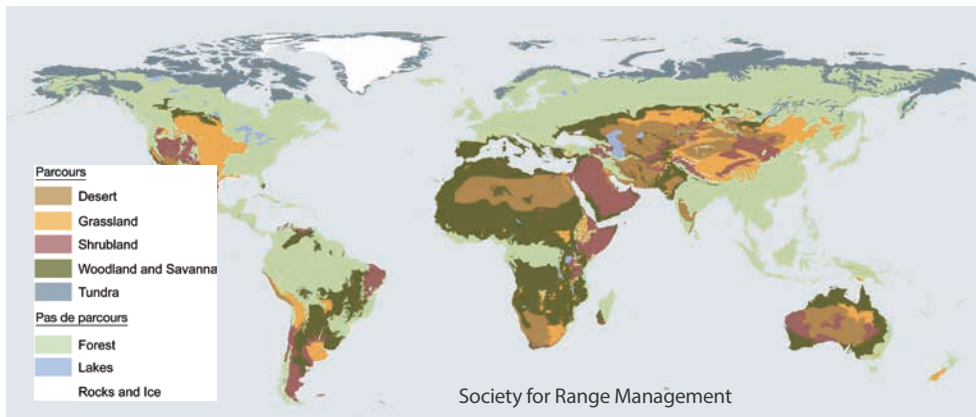 Parcours
Desert
Grassland
Shrubland
Woodland and Savanna
Tundra
Pas de parcours
Forest
Lakes
Rocks and Ice
Society for Range Management